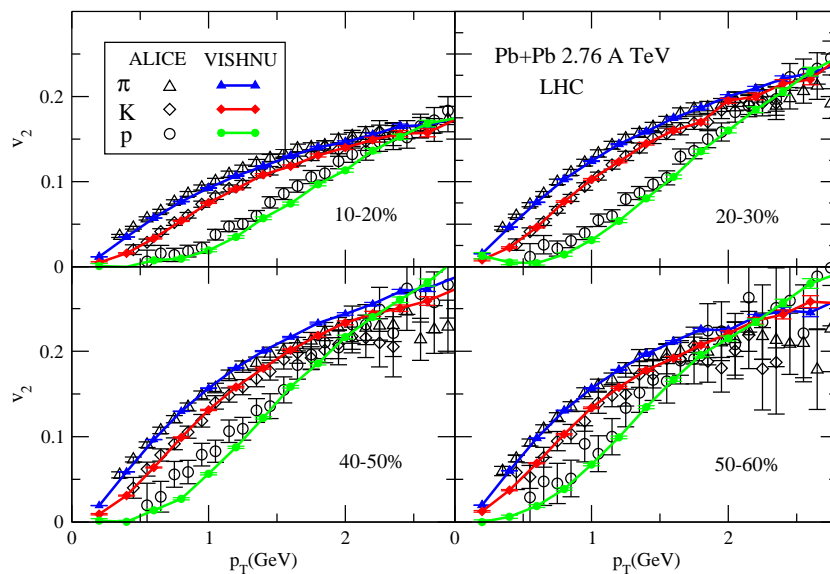 ALICE VISHNU
π
K
p
Pb+Pb 2.76 A TeV
LHC
v2
0.2
0.1
0
10-20%
20-30%
v2
0.2
0.1
0
40-50%
50-60%
0 1 2
0 1 2
pT(GeV)
pT(GeV)